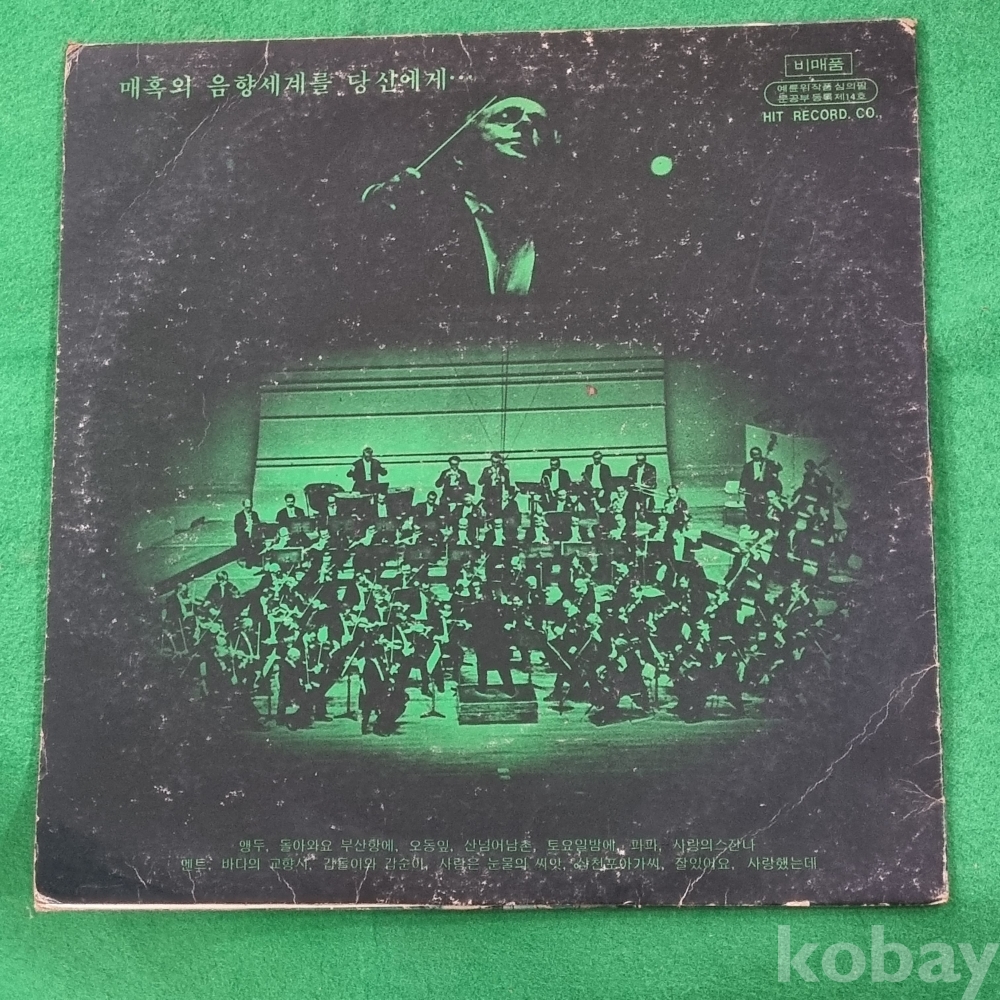 매혹의 음향세계를 당신에게…
비매품
예륜위작품심의필
문공부등록제14호
HIT RECORD. CO.,
앵두, 돌아와요 부산항에, 오동잎, 산넘어남촌, 토요일밤에, 파파, 사랑의스잔나
멘트, 바다의 교향시, 갑돌이와 갑순이, 사랑은 눈물의 씨앗, 삼천포아가씨, 잘있어요, 사랑했는데
kobay